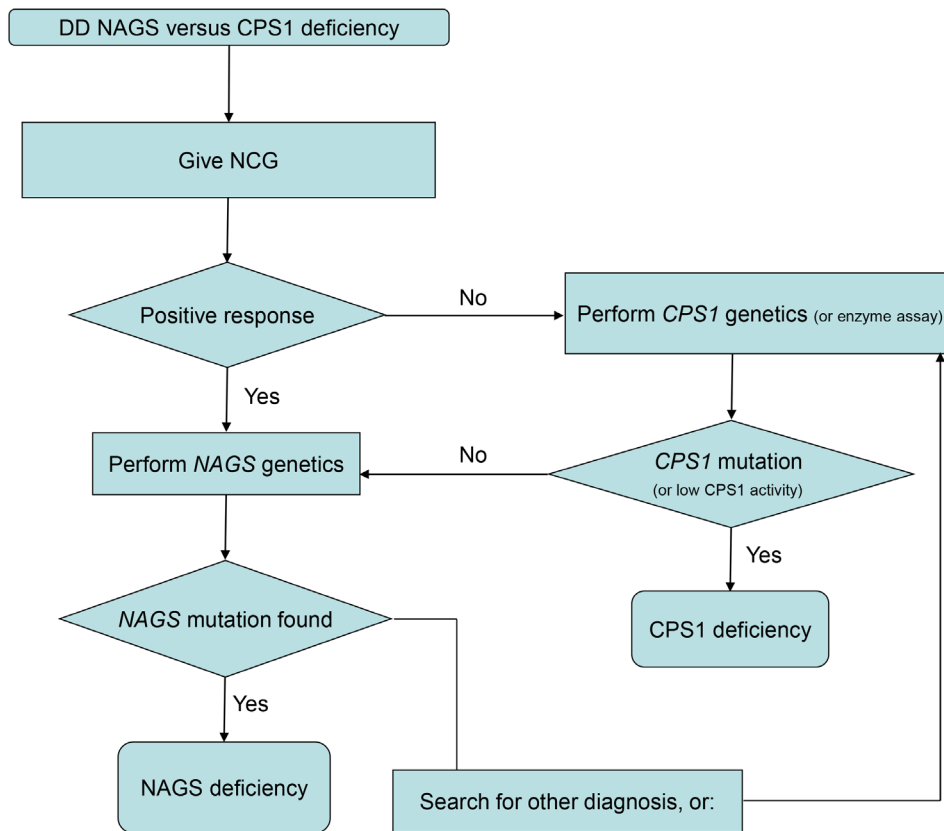 DD NAGS versus CPS1 deficiency
Give NCG
Positive response
No
Perform CPS1 genetics (or enzyme assay)
Yes
Perform NAGS genetics
No
CPS1 mutation
(or low CPS1 activity)
Yes
NAGS mutation found
CPS1 deficiency
Yes
NAGS deficiency
Search for other diagnosis, or: